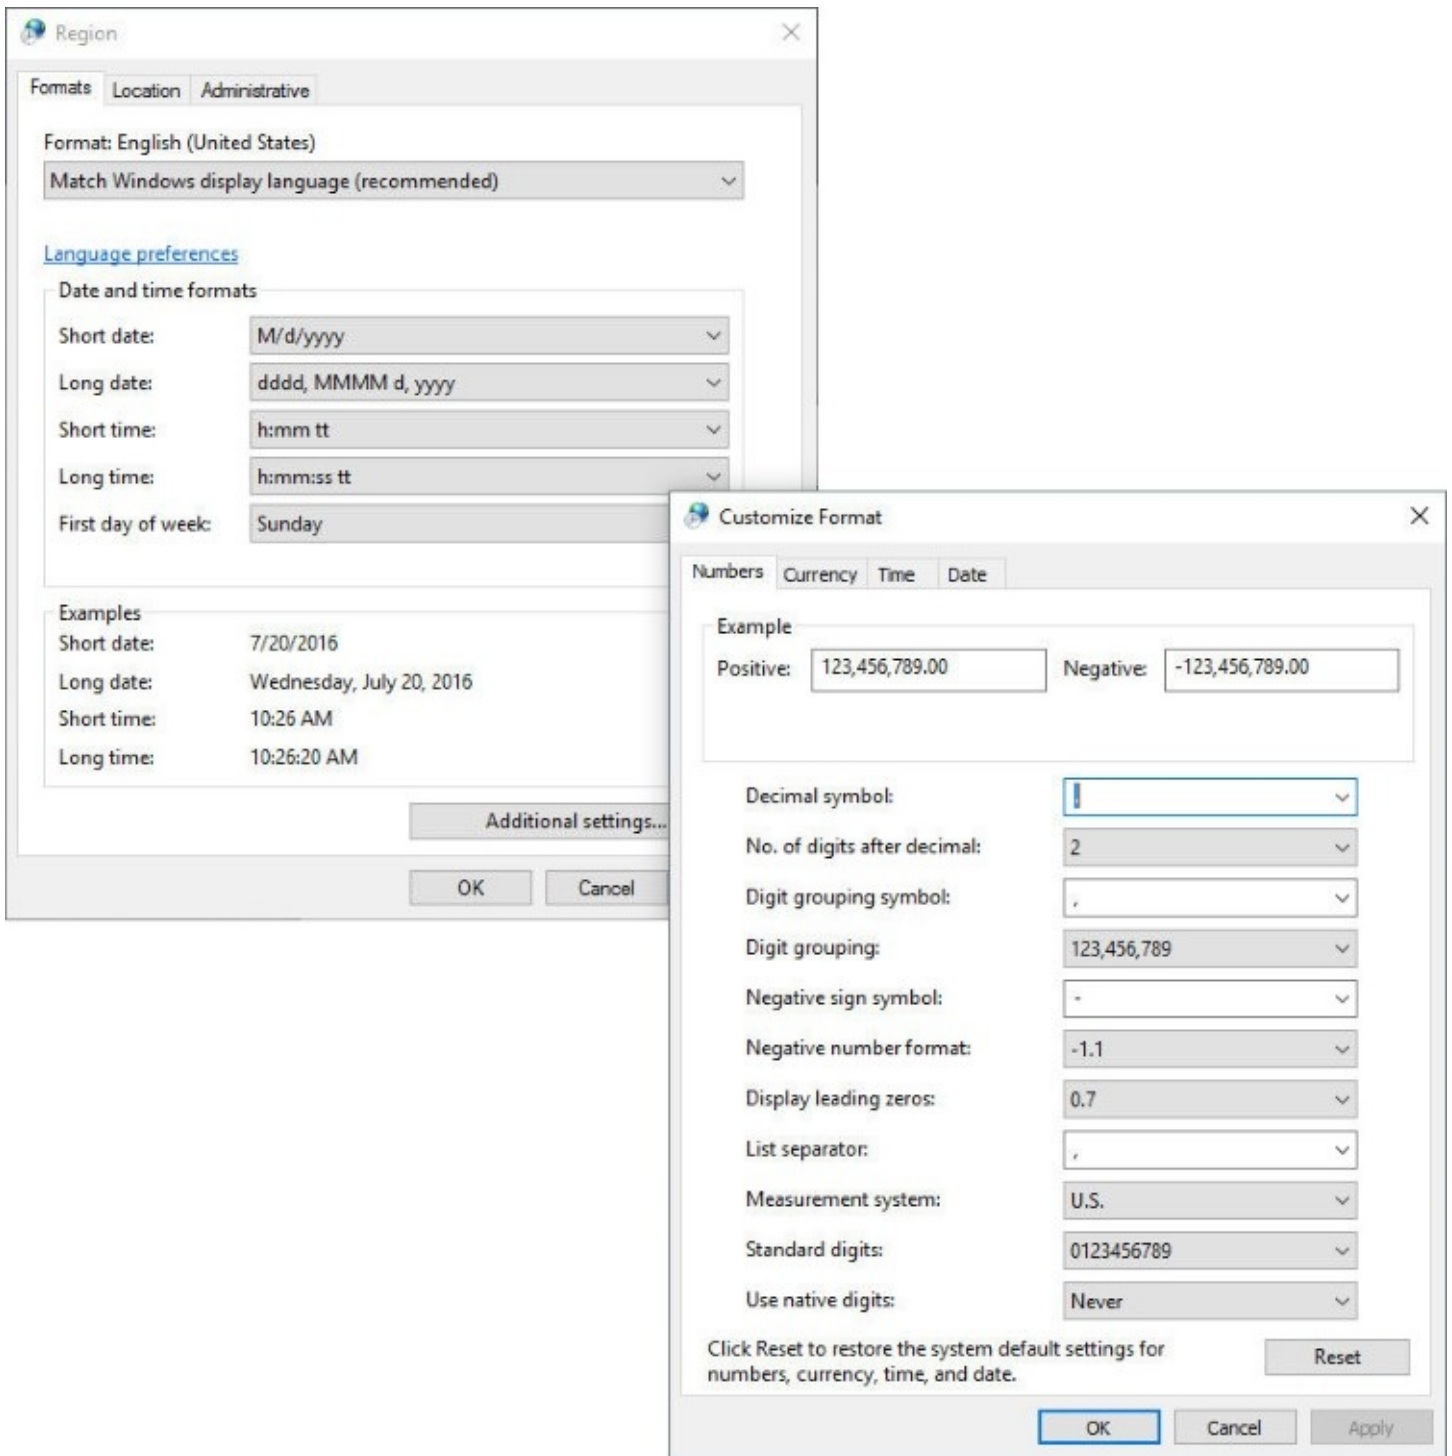 Region
Formats Location Administrative
Format: English (United States)
Match Windows display language (recommended)
Language preferences
Date and time formats
Short date: M/d/yyyy
Long date: dddd, MMMM d, yyyy
Short time: h:mm tt
Long time: h:mm:ss tt
First day of week: Sunday
Examples
Short date: 7/20/2016
Long date: Wednesday, July 20, 2016
Short time: 10:26 AM
Long time: 10:26:20 AM
Additional settings...
OK Cancel
Customize Format
Numbers Currency Time Date
Example
Positive: 123,456,789.00 Negative: -123,456,789.00
Decimal symbol: .
No. of digits after decimal: 2
Digit grouping symbol: ,
Digit grouping: 123,456,789
Negative sign symbol: -
Negative number format: -1.1
Display leading zeros: 0.7
List separator: ,
Measurement system: U.S.
Standard digits: 0123456789
Use native digits: Never
Click Reset to restore the system default settings for
numbers, currency, time, and date.
Reset
OK Cancel Apply